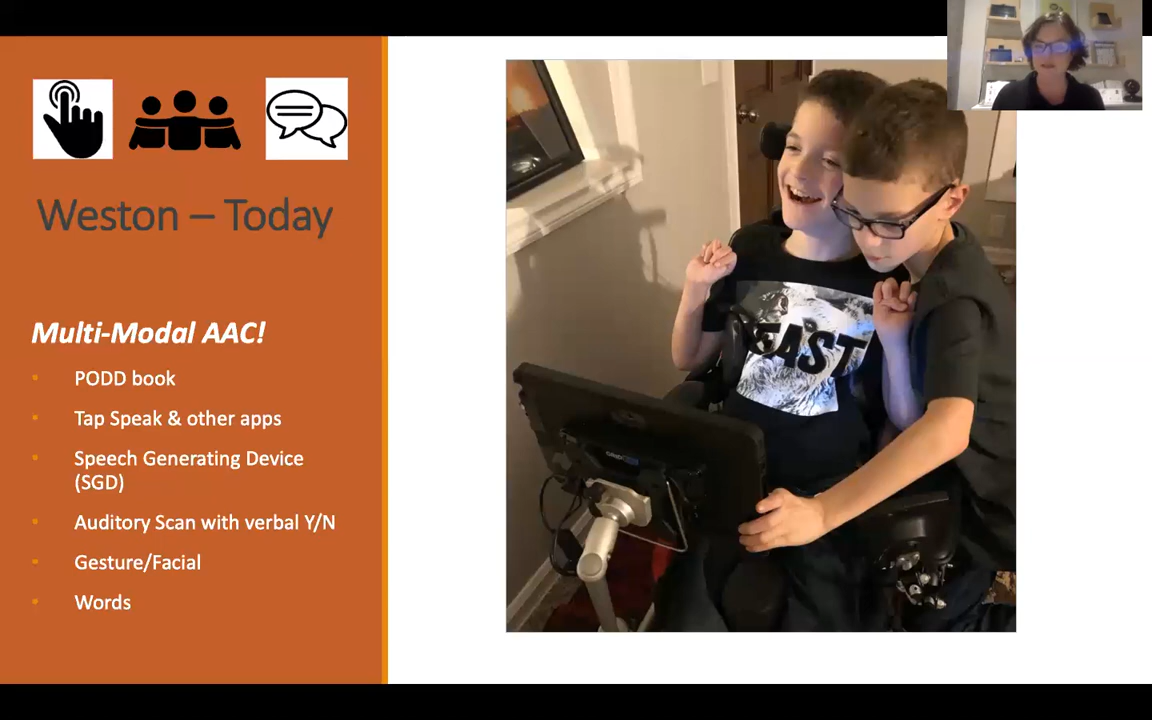 Weston – Today
Multi-Modal AAC!
PODD book
Tap Speak & other apps
Speech Generating Device
(SGD)
Auditory Scan with verbal Y/N
Gesture/Facial
Words
BEAST